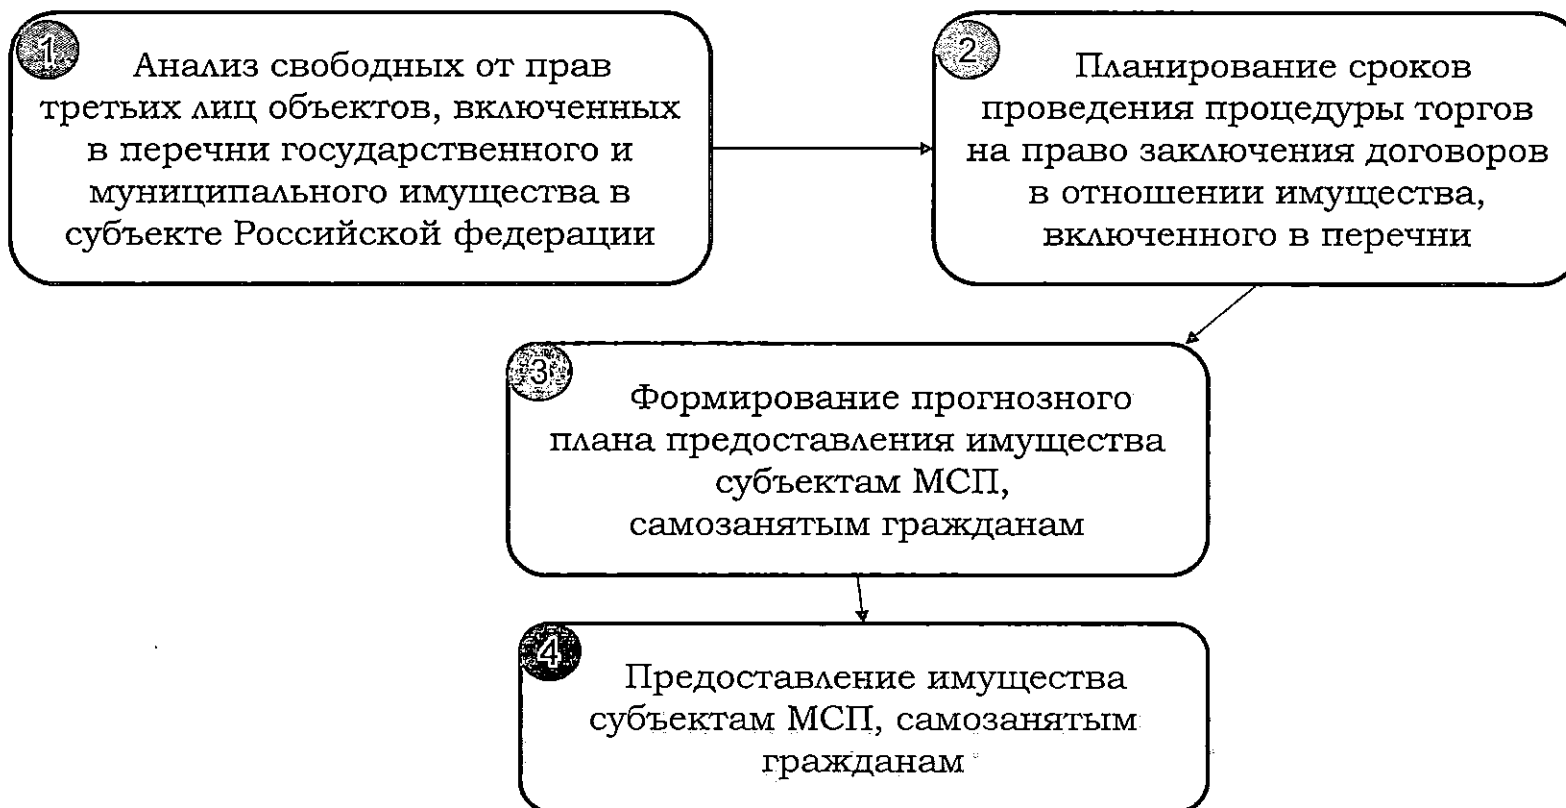 1
Анализ свободных от прав
третьих лиц объектов, включенных
в перечни государственного и
муниципального имущества в
субъекте Российской федерации
2
Планирование сроков
проведения процедуры торгов
на право заключения договоров
в отношении имущества,
включенного в перечни
3
Формирование прогнозного
плана предоставления имущества
субъектам МСП,
самозанятым гражданам
4
Предоставление имущества
субъектам МСП, самозанятым
гражданам